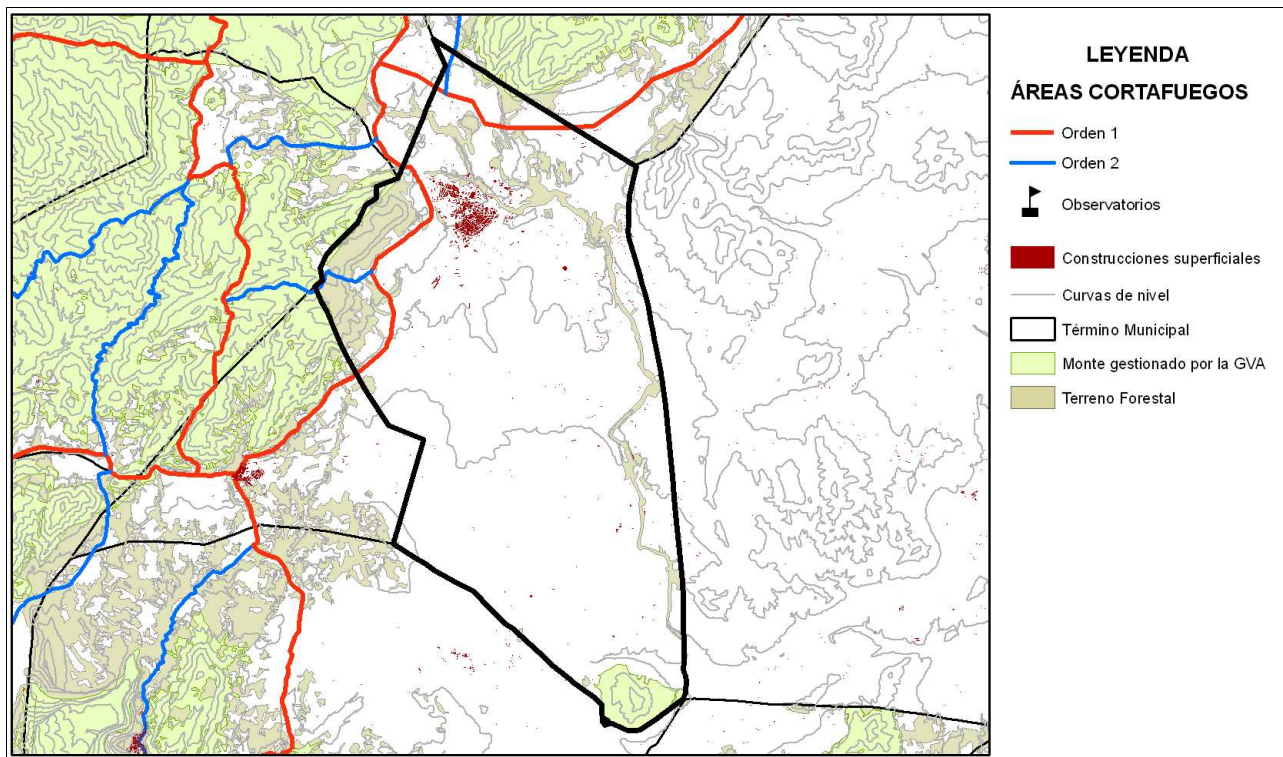 LEYENDA
ÁREAS CORTAFUEGOS
Orden 1
Orden 2
Observatorios
Construcciones superficiales
Curvas de nivel
Término Municipal
Monte gestionado por la GVA
Terreno Forestal